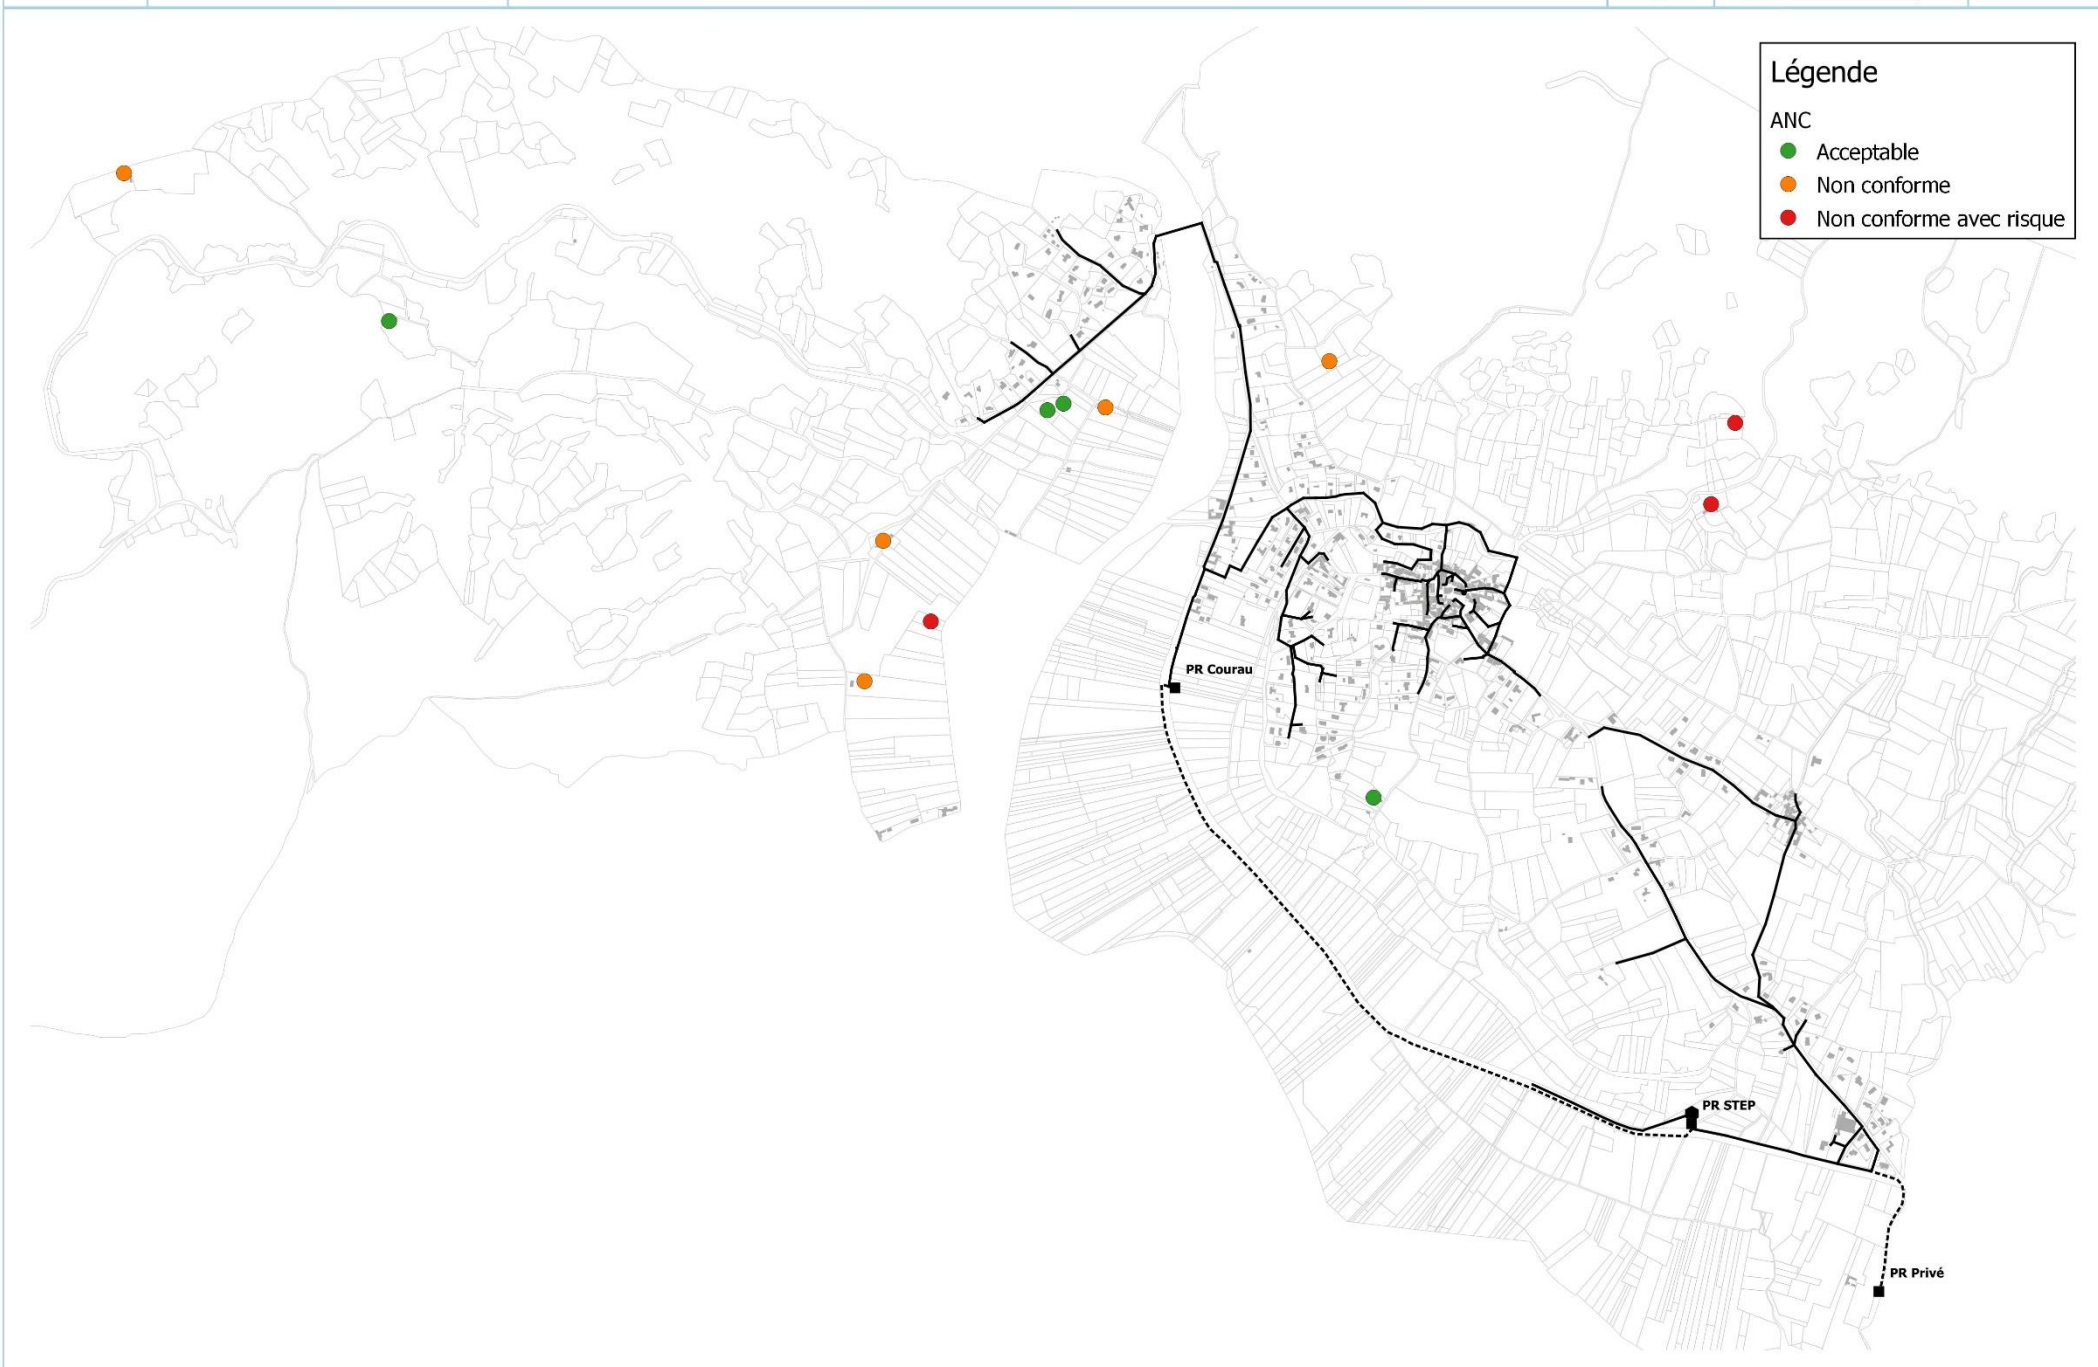 Légende
ANC
Acceptable
Non conforme
Non conforme avec risque
PR Courau
PR STEP
PR Privé